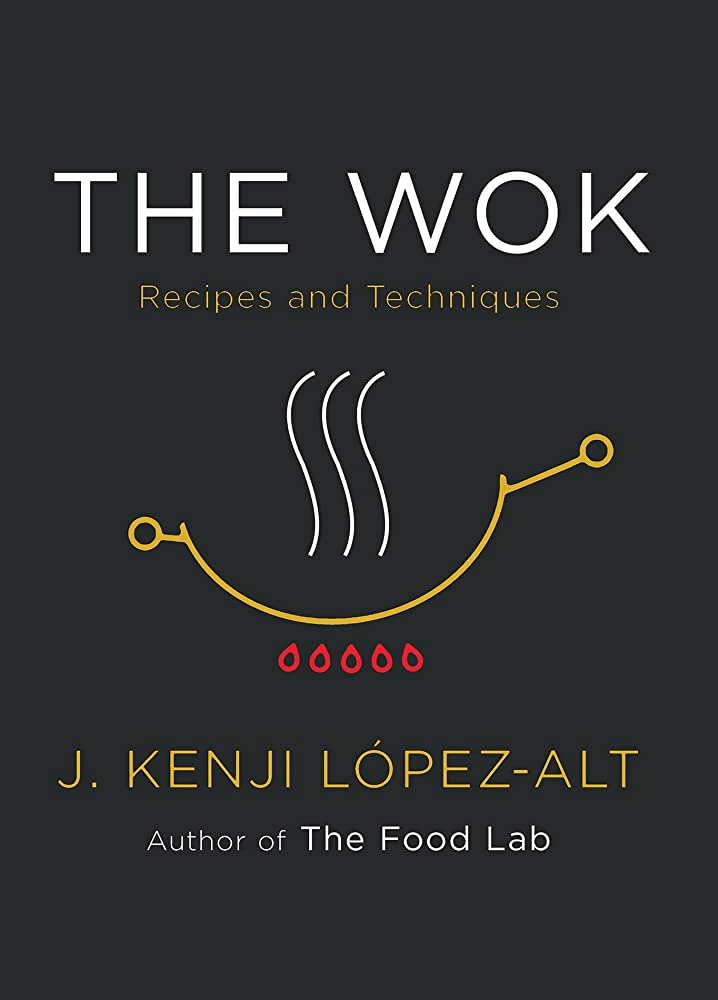 THE WOK
Recipes and Techniques
J. KENJI LÓPEZ-ALT
Author of The Food Lab